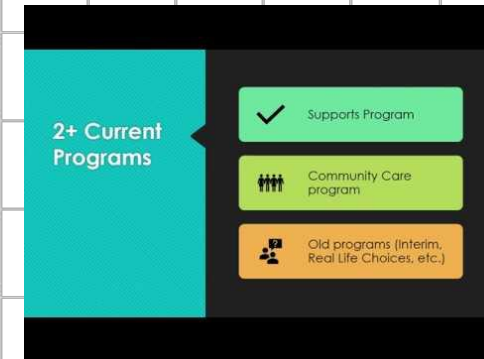 2+ Current
Programs
Supports Program
Community Care
program
Old programs (Interim,
Real Life Choices, etc.)